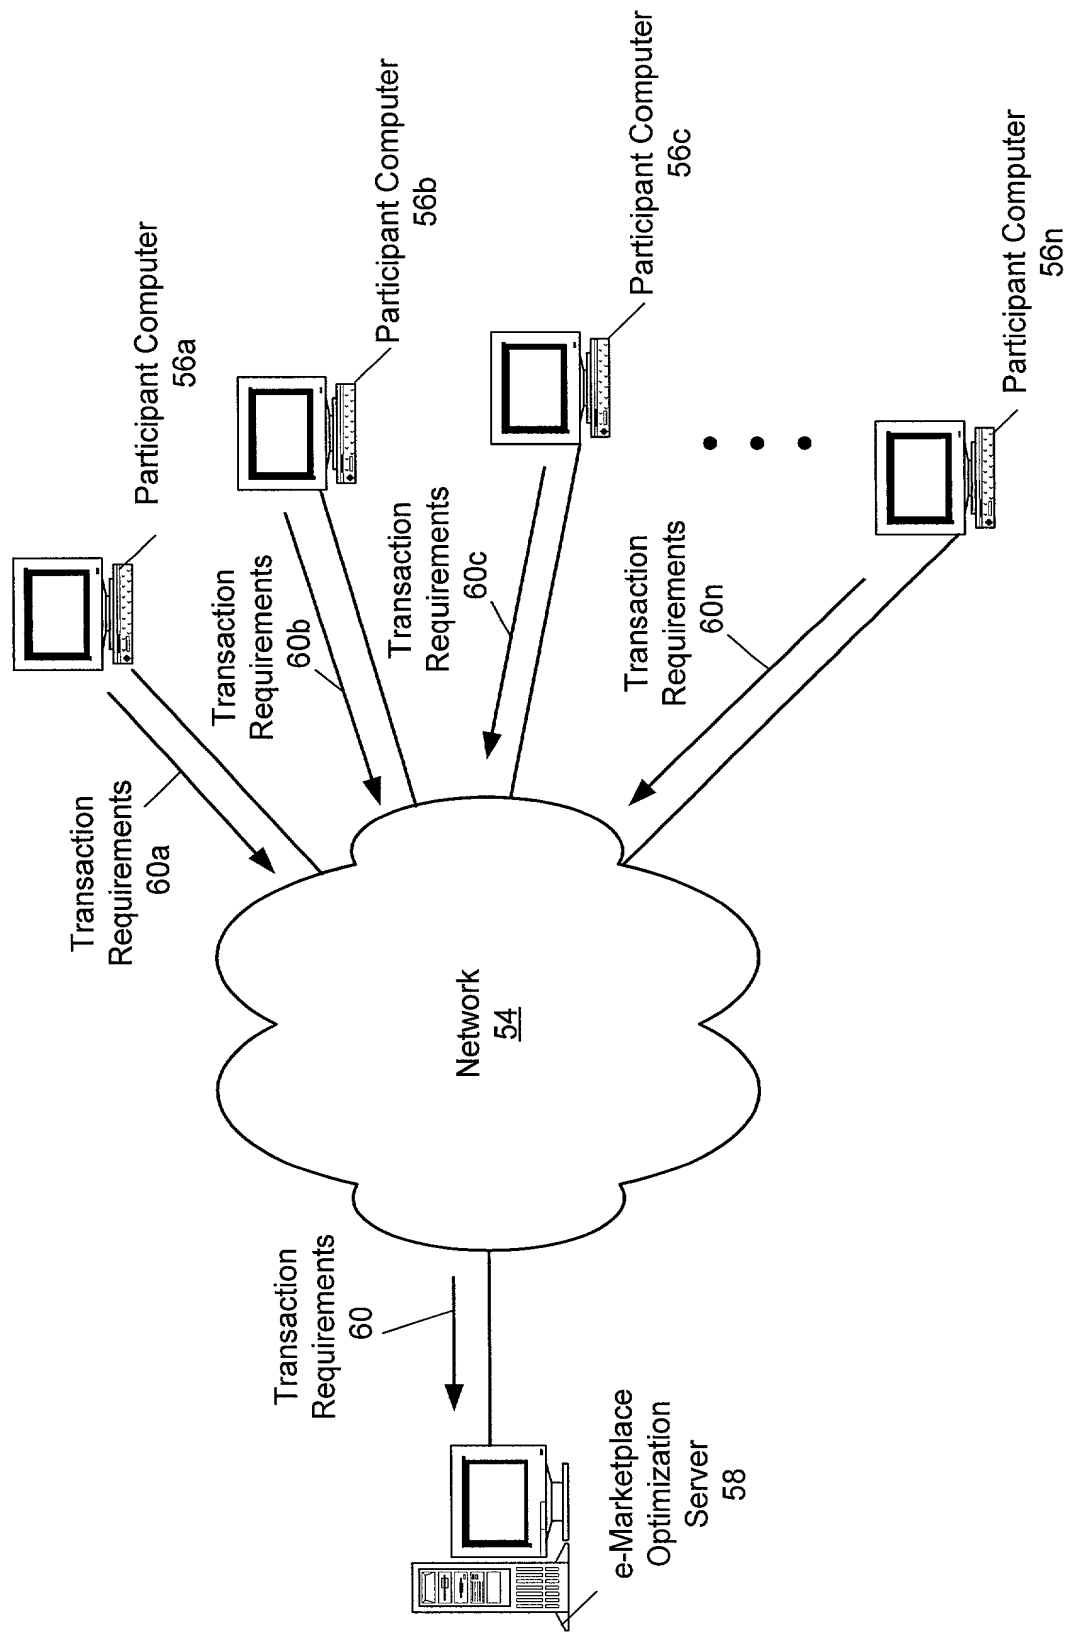 Participant Computer
56a
Participant Computer
56b
Participant Computer
56c
Participant Computer
56n
Transaction
Requirements
60a
Transaction
Requirements
60b
Transaction
Requirements
60c
Transaction
Requirements
60n
Network
54
Transaction
Requirements
60
e-Marketplace
Optimization
Server
58